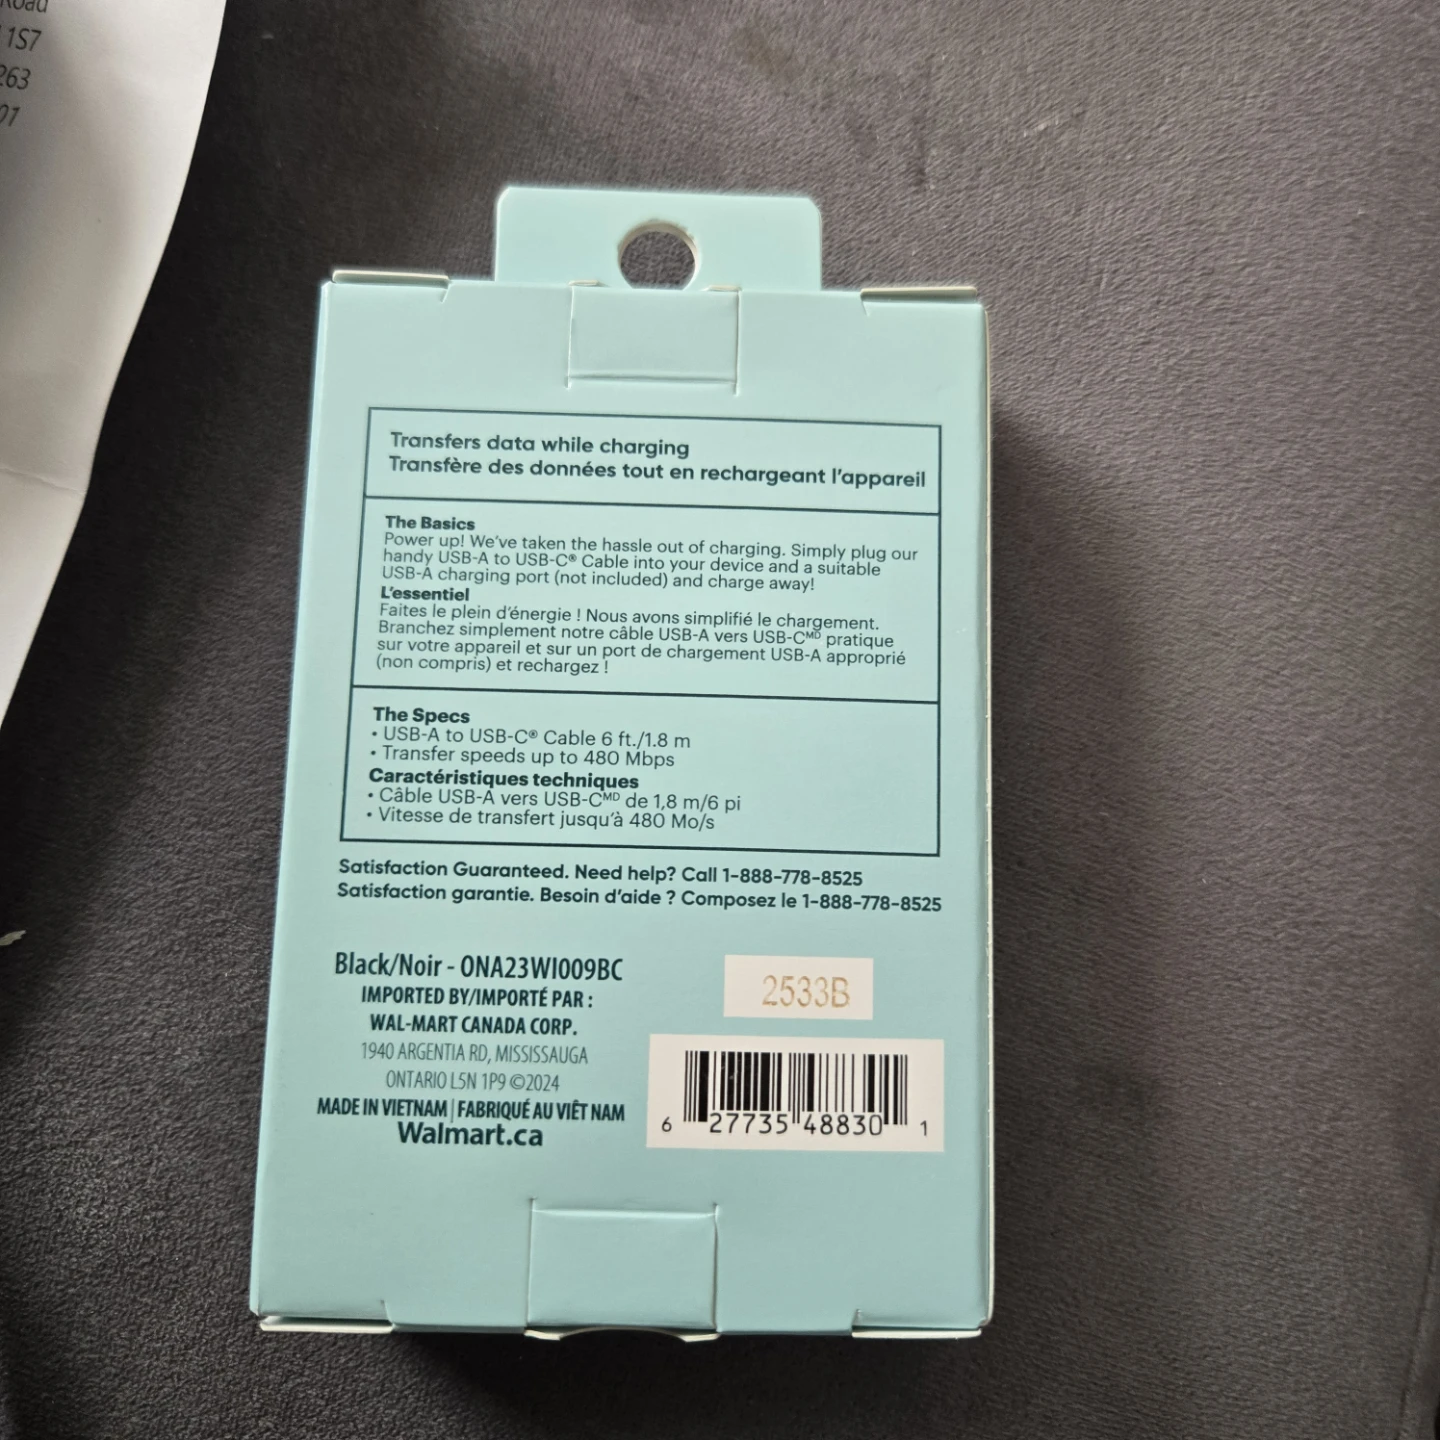 1S7
263
01
Transfers data while charging
Transfère des données tout en rechargeant l'appareil
The Basics
Power up! We've taken the hassle out of charging. Simply plug our
handy USB-A to USB-C® Cable into your device and a suitable
USB-A charging port (not included) and charge away!
L'essentiel
Faites le plein d'énergie ! Nous avons simplifié le chargement.
Branchez simplement notre câble USB-A vers USB-Cᴹᴰ pratique
sur votre appareil et sur un port de chargement USB-A approprié
(non compris) et rechargez !
The Specs
• USB-A to USB-C® Cable 6 ft./1.8 m
• Transfer speeds up to 480 Mbps
Caractéristiques techniques
• Câble USB-A vers USB-Cᴹᴰ de 1,8 m/6 pi
• Vitesse de transfert jusqu'à 480 Mo/s
Satisfaction Guaranteed. Need help? Call 1-888-778-8525
Satisfaction garantie. Besoin d'aide ? Composez le 1-888-778-8525
Black/Noir - ONA23WI009BC
IMPORTED BY/IMPORTÉ PAR :
WAL-MART CANADA CORP.
1940 ARGENTIA RD, MISSISSAUGA
ONTARIO L5N 1P9 ©2024
MADE IN VIETNAM | FABRIQUÉ AU VIÊT NAM
Walmart.ca
2533B
6 27735 48830 1